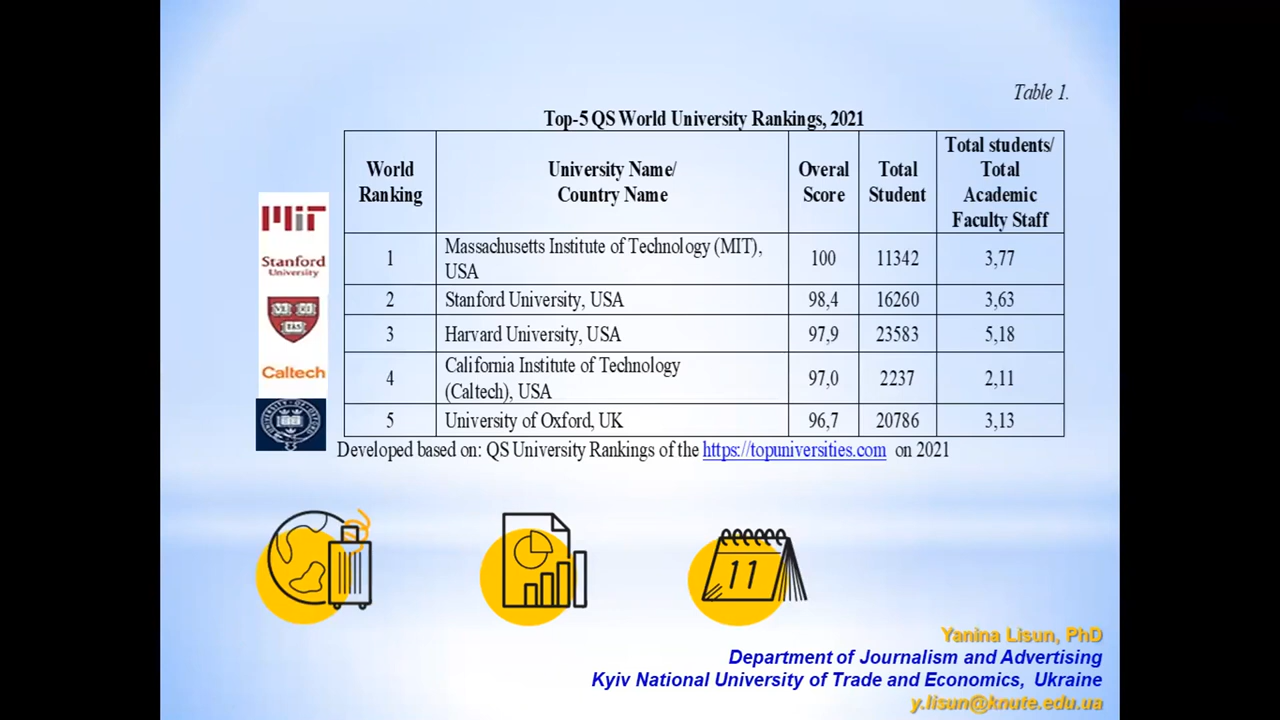 Table 1.
Top-5 QS World University Rankings, 2021
World Ranking
University Name/ Country Name
Overal Score
Total Student
Total students/ Total Academic Faculty Staff
MIT
Stanford
University
Caltech
1 Massachusetts Institute of Technology (MIT), USA 100 11342 3,77
2 Stanford University, USA 98,4 16260 3,63
3 Harvard University, USA 97,9 23583 5,18
4 California Institute of Technology (Caltech), USA 97,0 2237 2,11
5 University of Oxford, UK 96,7 20786 3,13
Developed based on: QS University Rankings of the https://topuniversities.com on 2021
11
Yanina Lisun, PhD
Department of Journalism and Advertising
Kyiv National University of Trade and Economics, Ukraine
y.lisun@knute.edu.ua